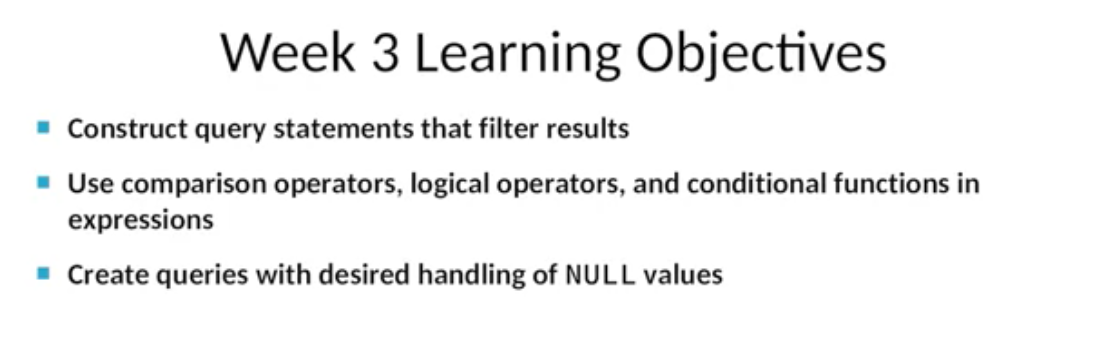 Week 3 Learning Objectives
Construct query statements that filter results
Use comparison operators, logical operators, and conditional functions in
expressions
Create queries with desired handling of NULL values